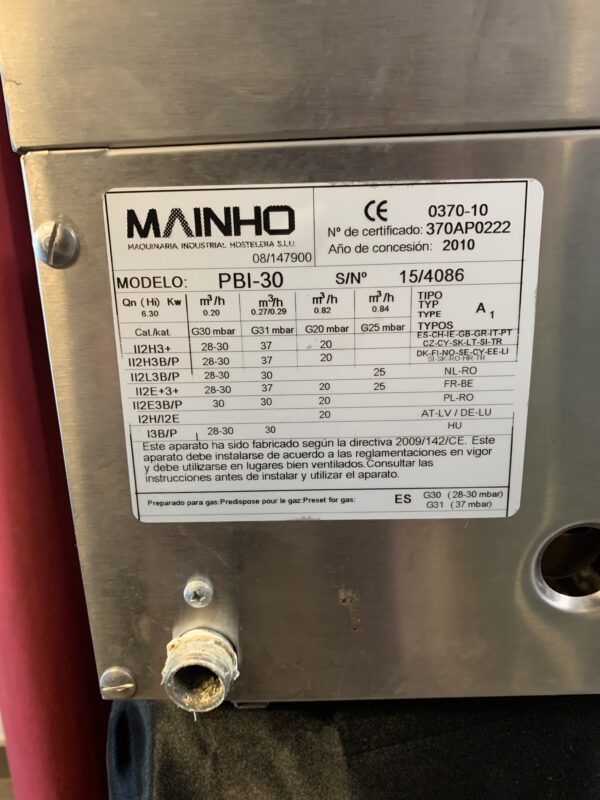 MAINHO
MAQUINARIA INDUSTRIAL HOSTELERA S.L.U.
08/147900
CE 0370-10
Nº de certificado: 370AP0222
Año de concesión: 2010
MODELO: PBI-30 S/Nº 15/4086
Qn (Hi) Kw m³/h m³/h m³/h m³/h TIPO
6.30 0.20 0.27/0.29 0.82 0.84 TYP
TYPE A1
Cat./kat. G30 mbar G31 mbar G20 mbar G25 mbar TYPOS
II2H3+ 28-30 37 20 ES-CH-IE-GB-GR-IT-PT
CZ-CY-SK-LT-SI-TR
II2H3B/P 28-30 37 20 DK-FI-NO-SE-CY-EE-LI
SI-SK-RO-HR-TR
II2L3B/P 28-30 30 25 NL-RO
II2E+3+ 28-30 37 20 25 FR-BE
II2E3B/P 30 30 20 PL-RO
I2H/I2E 20 AT-LV / DE-LU
I3B/P 28-30 30 HU
Este aparato ha sido fabricado según la directiva 2009/142/CE. Este
aparato debe instalarse de acuerdo a las reglamentaciones en vigor
y debe utilizarse en lugares bien ventilados.Consultar las
instrucciones antes de instalar y utilizar el aparato.
Preparado para gas:Predispose pour le gaz:Preset for gas: ES G30 (28-30 mbar)
G31 (37 mbar)